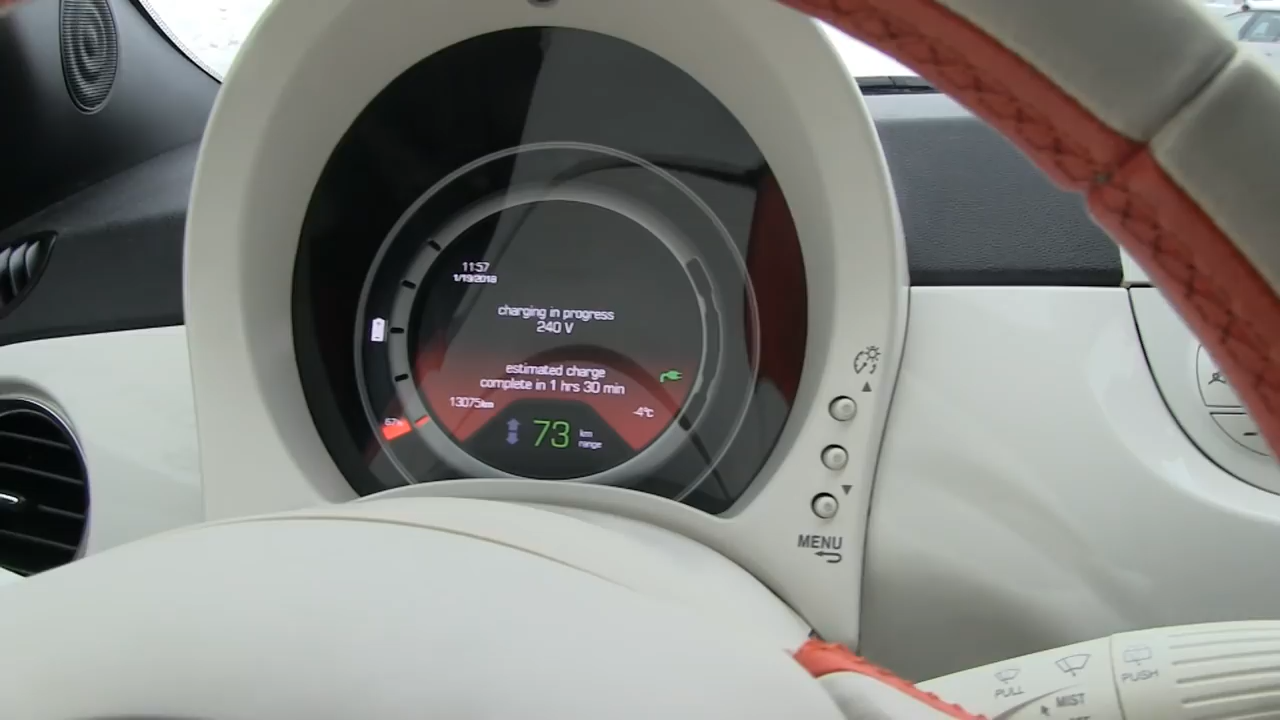 11:57
1/19/2018
charging in progress
240 V
estimated charge
complete in 1 hrs 30 min
13075km
-4°C
67%
73 km
range
MENU
PULL
PUSH
MIST